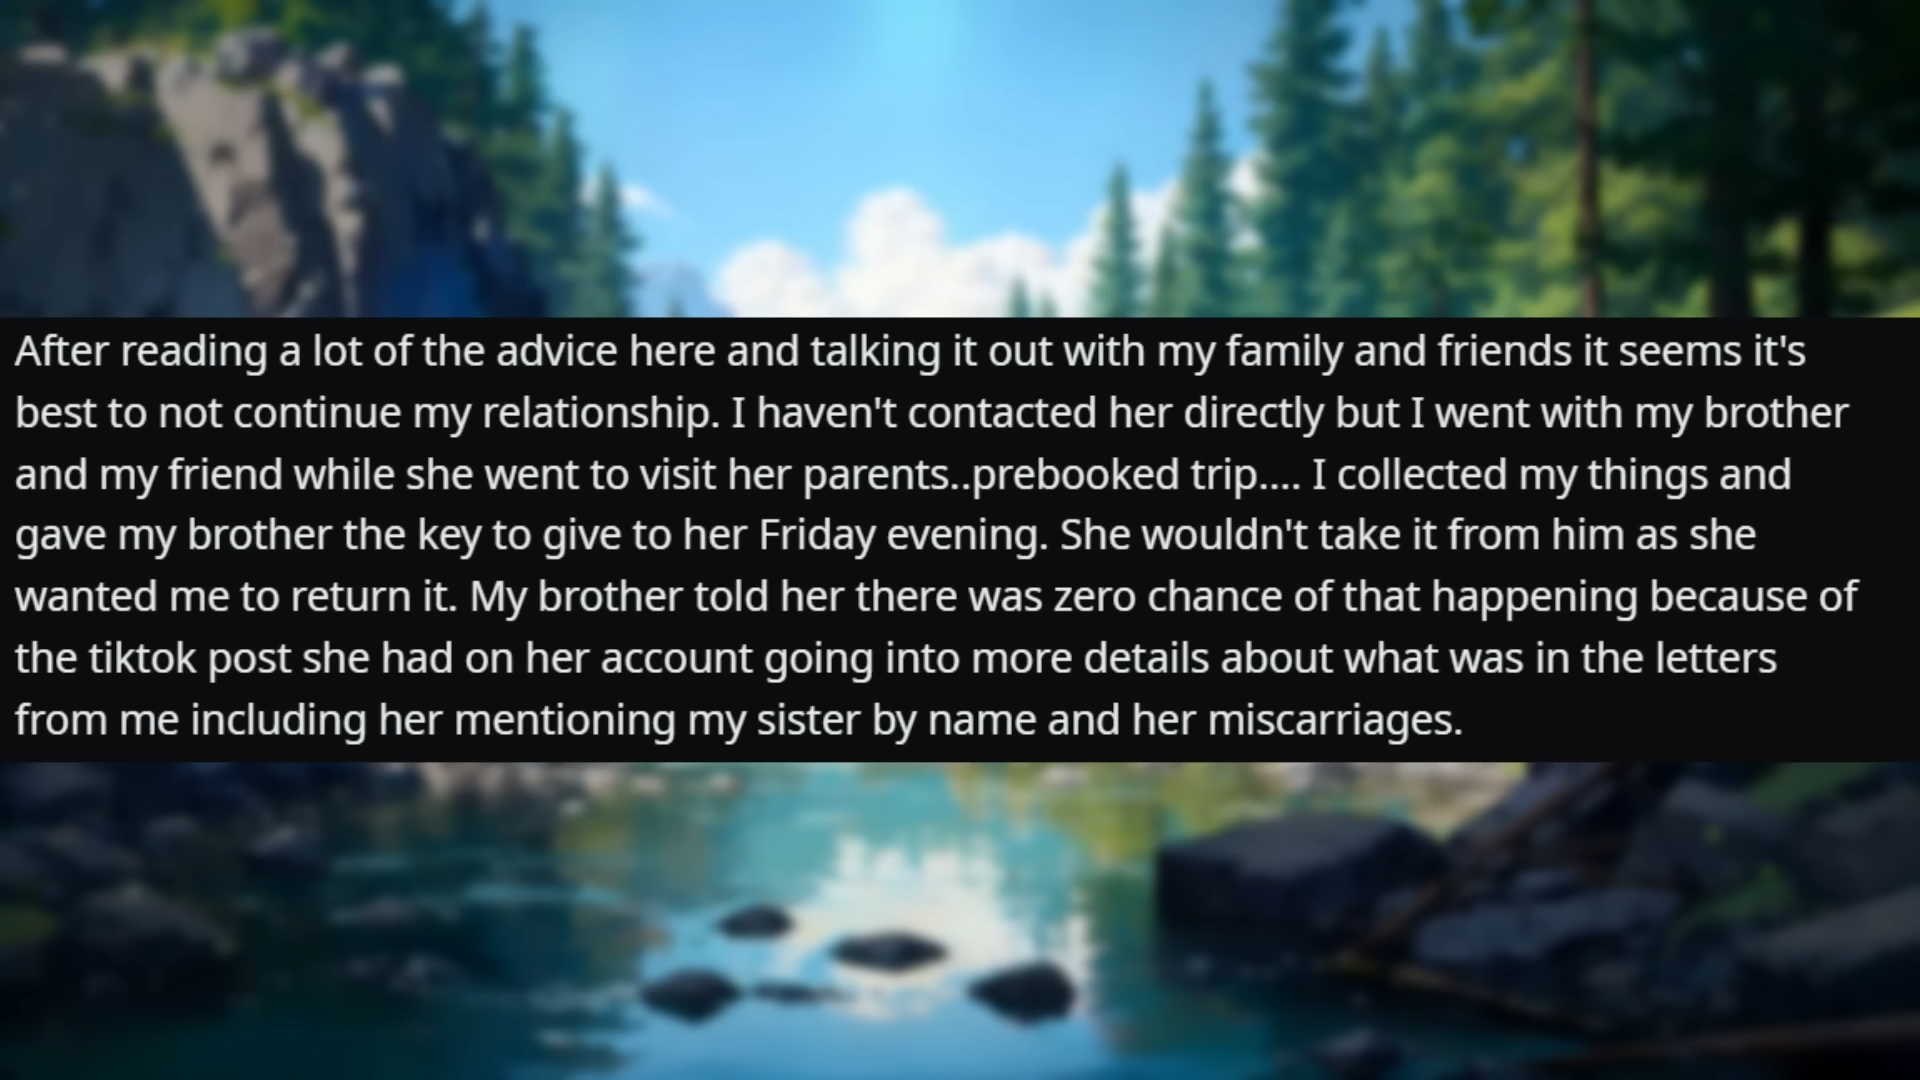 After reading a lot of the advice here and talking it out with my family and friends it seems it's
best to not continue my relationship. I haven't contacted her directly but I went with my brother
and my friend while she went to visit her parents..prebooked trip.... I collected my things and
gave my brother the key to give to her Friday evening. She wouldn't take it from him as she
wanted me to return it. My brother told her there was zero chance of that happening because of
the tiktok post she had on her account going into more details about what was in the letters
from me including her mentioning my sister by name and her miscarriages.